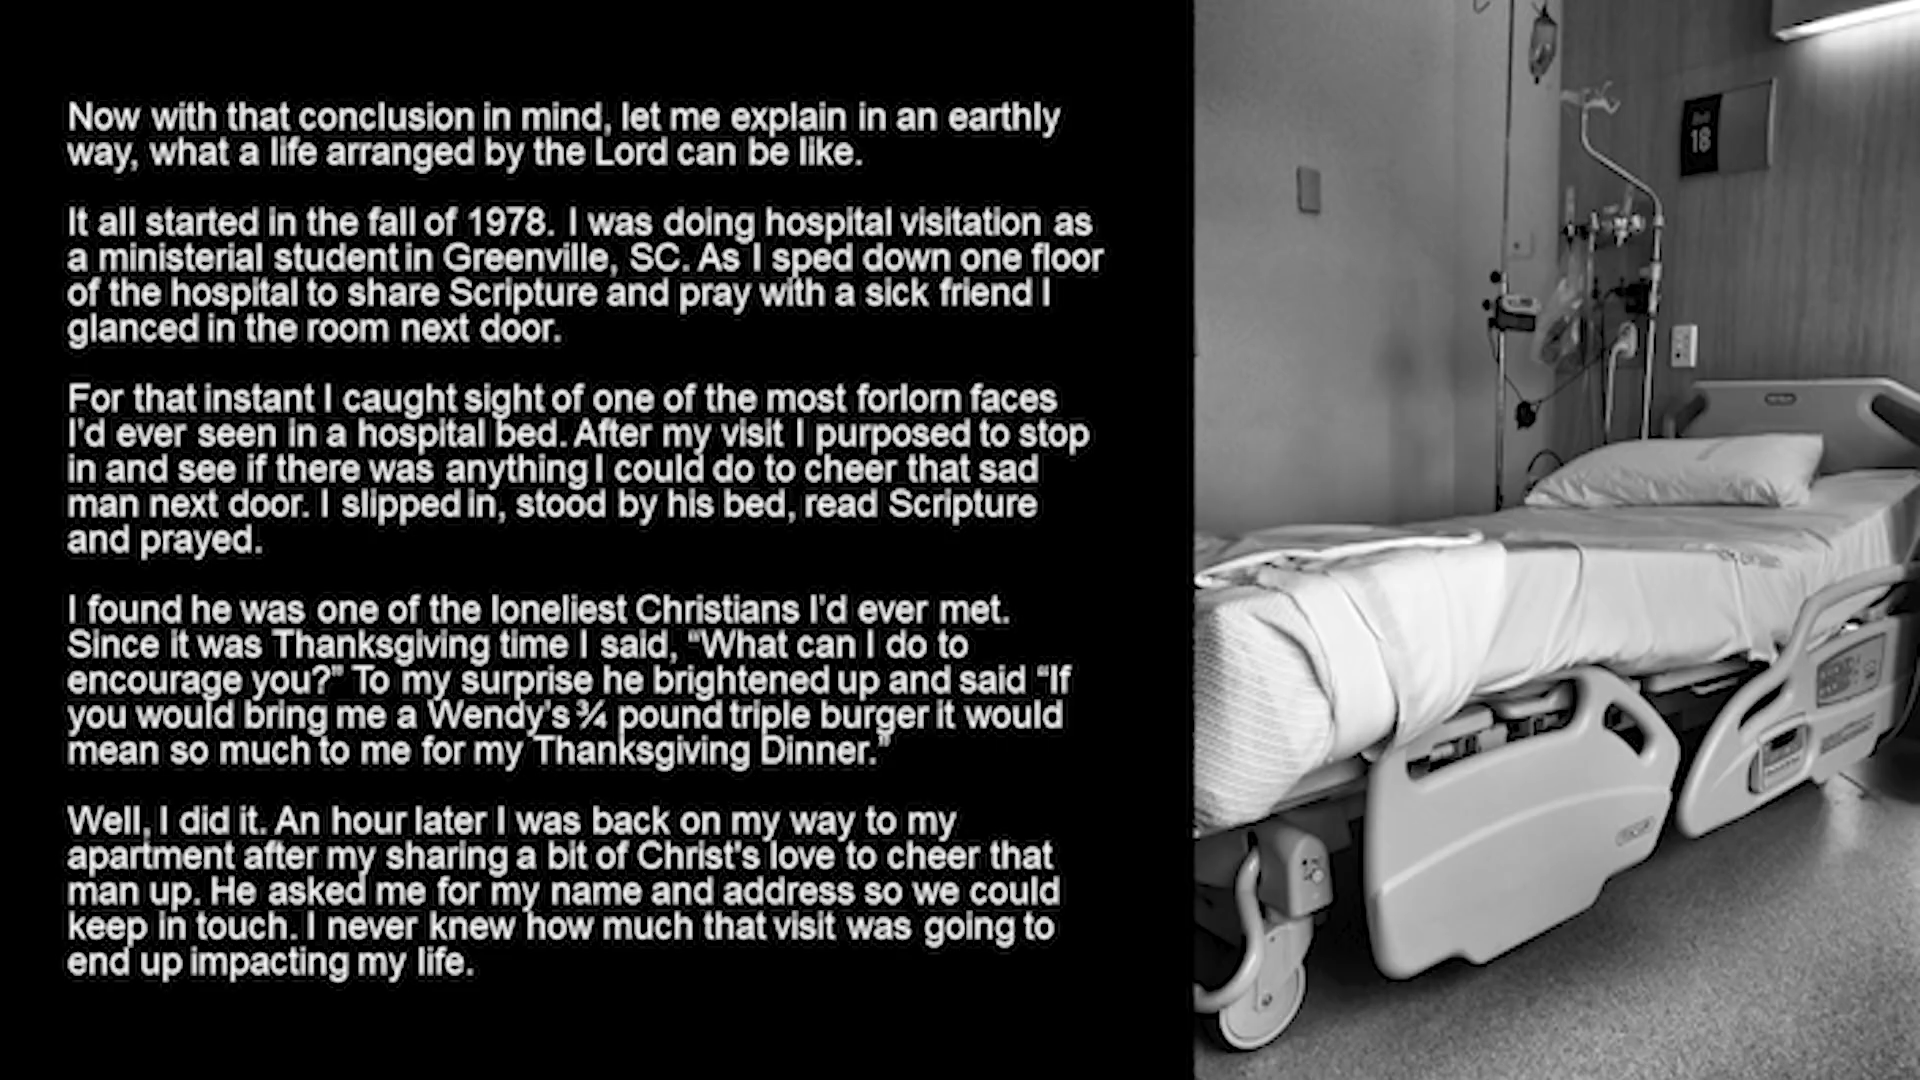 Now with that conclusion in mind, let me explain in an earthly
way, what a life arranged by the Lord can be like.
It all started in the fall of 1978. I was doing hospital visitation as
a ministerial student in Greenville, SC. As I sped down one floor
of the hospital to share Scripture and pray with a sick friend I
glanced in the room next door.
For that instant I caught sight of one of the most forlorn faces
I'd ever seen in a hospital bed. After my visit I purposed to stop
in and see if there was anything I could do to cheer that sad
man next door. I slipped in, stood by his bed, read Scripture
and prayed.
I found he was one of the loneliest Christians I'd ever met.
Since it was Thanksgiving time I said, “What can I do to
encourage you?” To my surprise he brightened up and said “If
you would bring me a Wendy's ¾ pound triple burger it would
mean so much to me for my Thanksgiving Dinner.”
Well, I did it. An hour later I was back on my way to my
apartment after my sharing a bit of Christ's love to cheer that
man up. He asked me for my name and address so we could
keep in touch. I never knew how much that visit was going to
end up impacting my life.
18